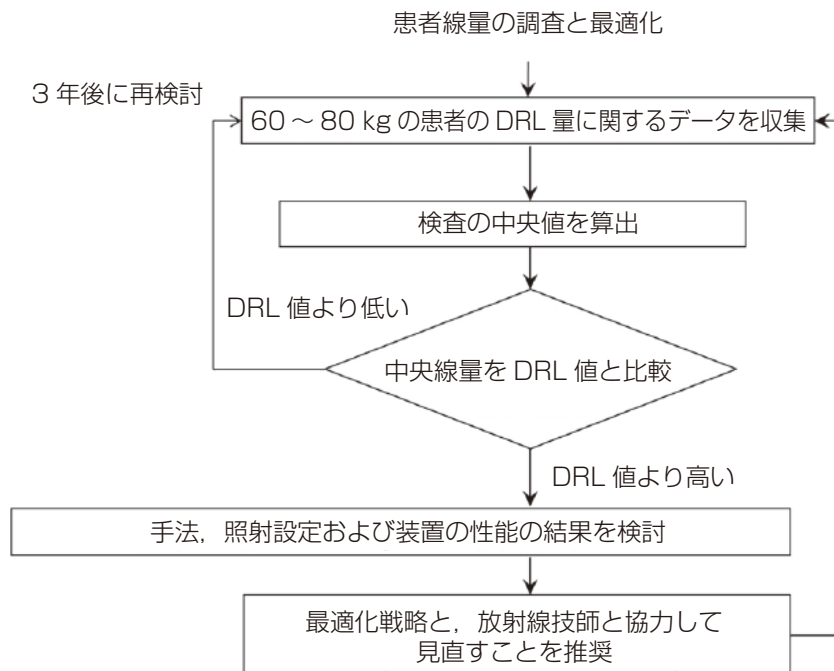 患者線量の調査と最適化
3 年後に再検討
60 ~ 80 kg の患者の DRL 量に関するデータを収集
検査の中央値を算出
DRL 値より低い
中央線量を DRL 値と比較
DRL 値より高い
手法，照射設定および装置の性能の結果を検討
最適化戦略と，放射線技師と協力して
見直すことを推奨